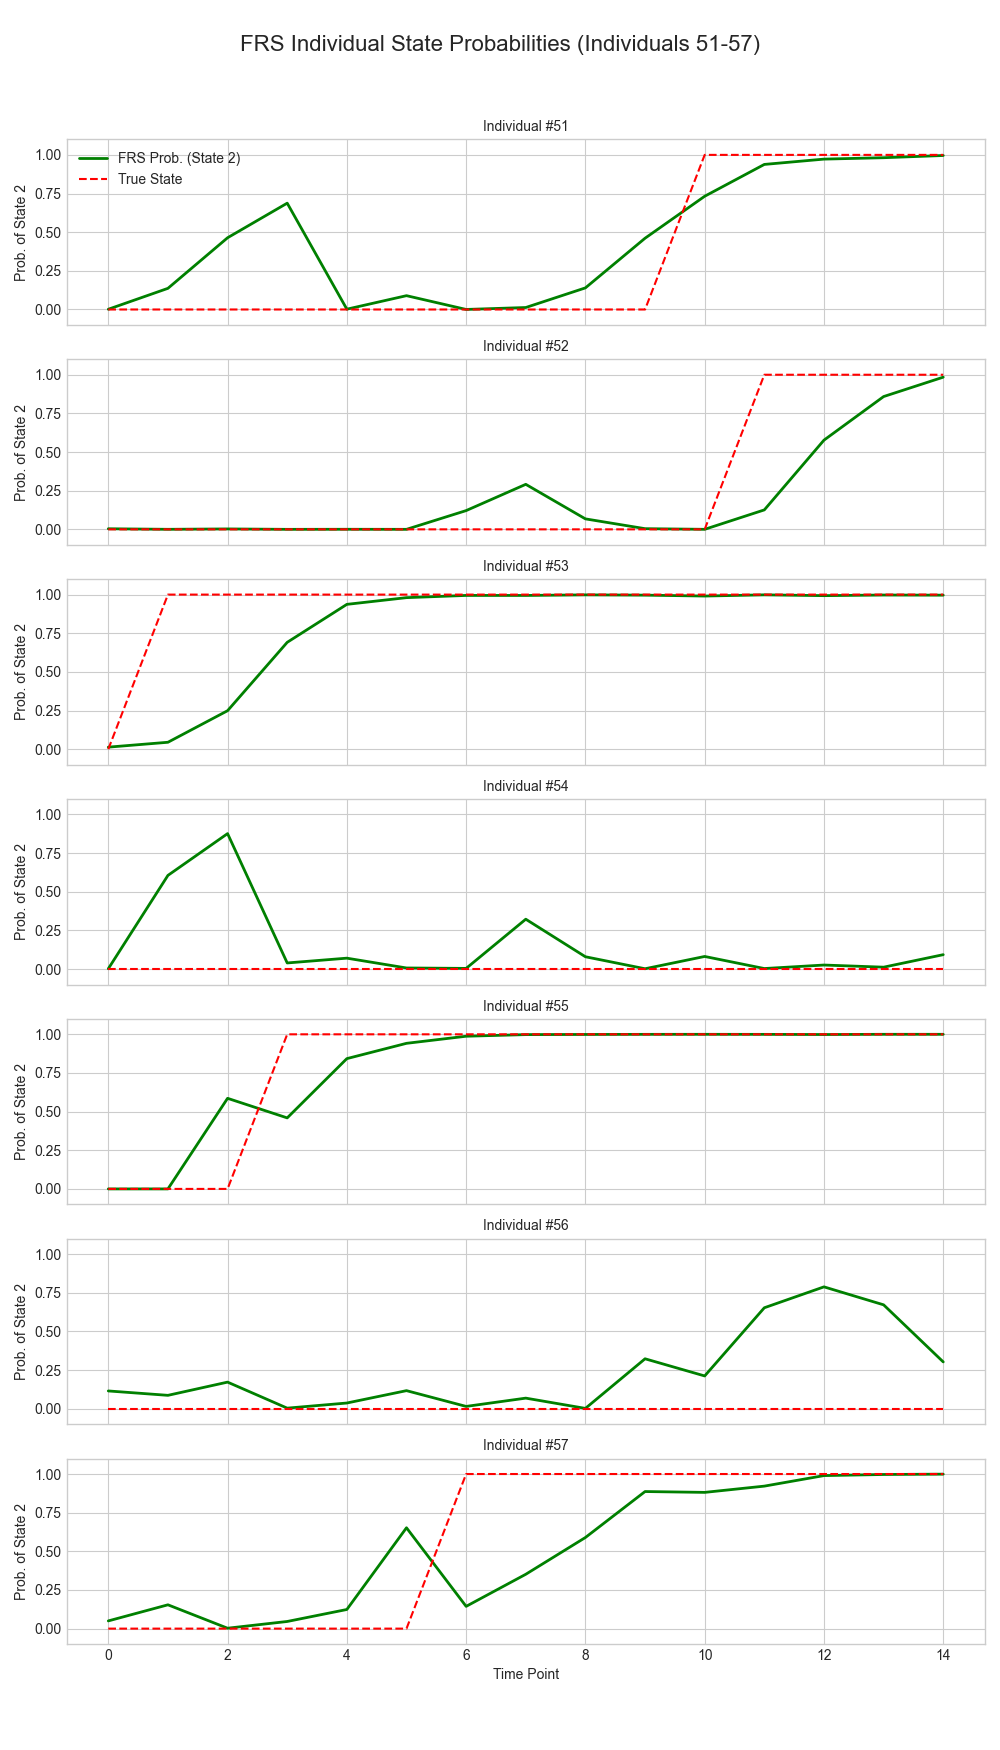 FRS Individual State Probabilities (Individuals 51-57)
Individual #51
FRS Prob. (State 2)
True State
1.00
0.75
0.50
0.25
0.00
Prob. of State 2
Individual #52
1.00
0.75
0.50
0.25
0.00
Prob. of State 2
Individual #53
1.00
0.75
0.50
0.25
0.00
Prob. of State 2
Individual #54
1.00
0.75
0.50
0.25
0.00
Prob. of State 2
Individual #55
1.00
0.75
0.50
0.25
0.00
Prob. of State 2
Individual #56
1.00
0.75
0.50
0.25
0.00
Prob. of State 2
Individual #57
1.00
0.75
0.50
0.25
0.00
Prob. of State 2
0 2 4 6 8 10 12 14
Time Point